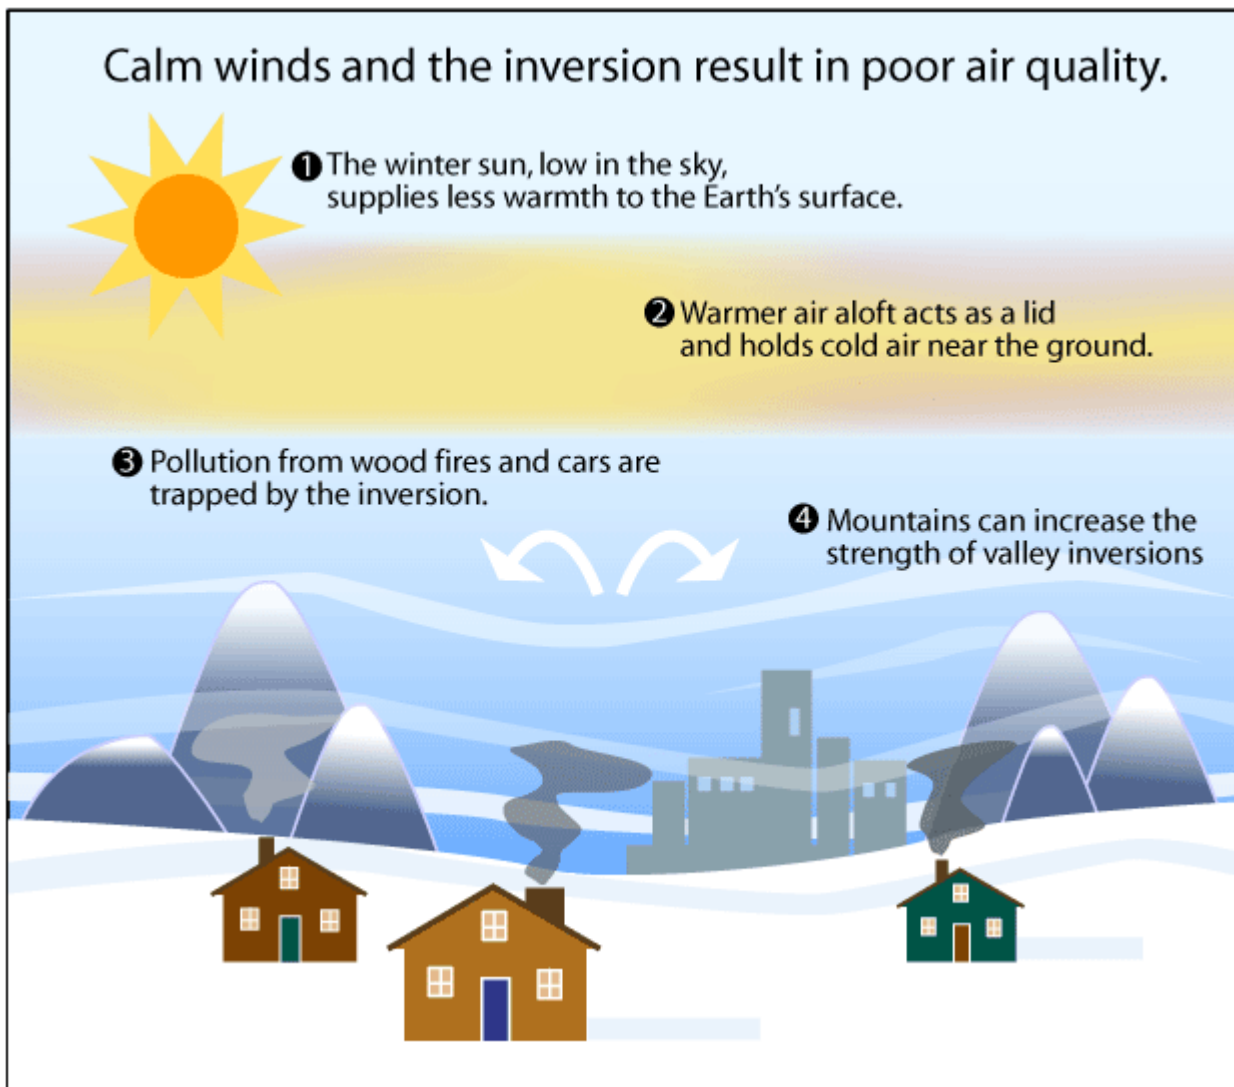 Calm winds and the inversion result in poor air quality.
1 The winter sun, low in the sky,
supplies less warmth to the Earth's surface.
2 Warmer air aloft acts as a lid
and holds cold air near the ground.
3 Pollution from wood fires and cars are
trapped by the inversion.
4 Mountains can increase the
strength of valley inversions